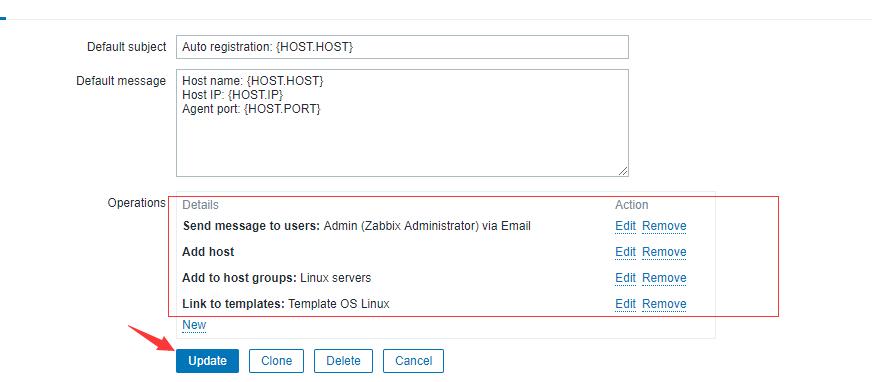 Default subject Auto registration: {HOST.HOST}
Default message Host name: {HOST.HOST}
Host IP: {HOST.IP}
Agent port: {HOST.PORT}
Operations Details Action
Send message to users: Admin (Zabbix Administrator) via Email Edit Remove
Add host Edit Remove
Add to host groups: Linux servers Edit Remove
Link to templates: Template OS Linux Edit Remove
New
Update Clone Delete Cancel